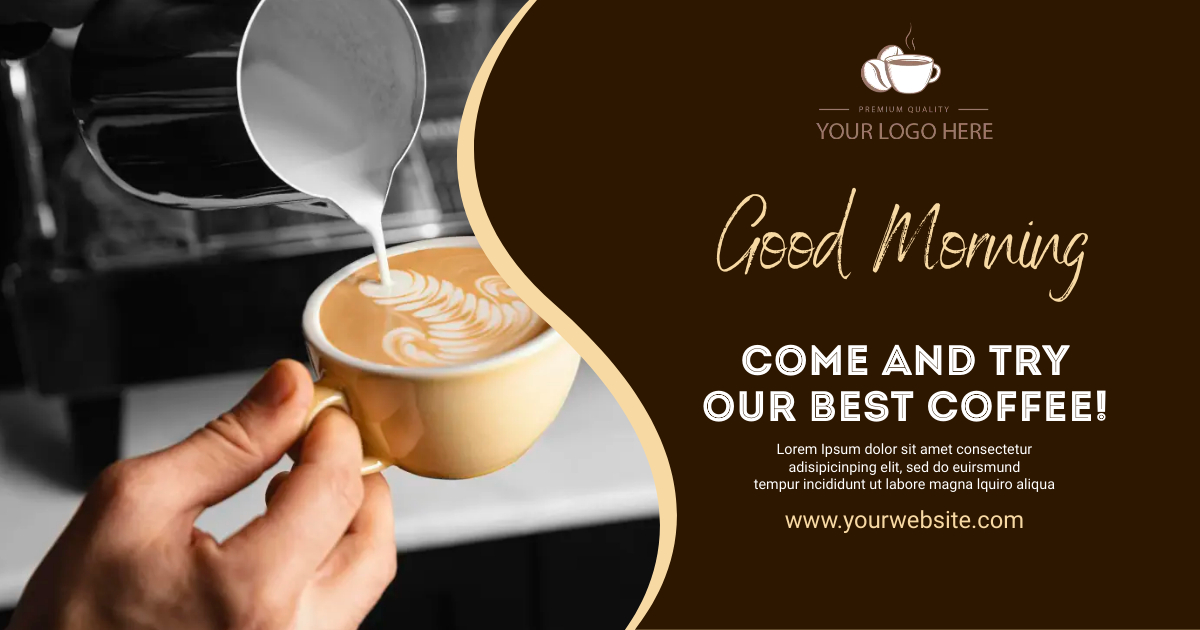 PREMIUM QUALITY
YOUR LOGO HERE
Good Morning
COME AND TRY
OUR BEST COFFEE!
Lorem Ipsum dolor sit amet consectetur
adisipicinping elit, sed do euirsmund
tempur incididunt ut labore magna lquiro aliqua
www.yourwebsite.com